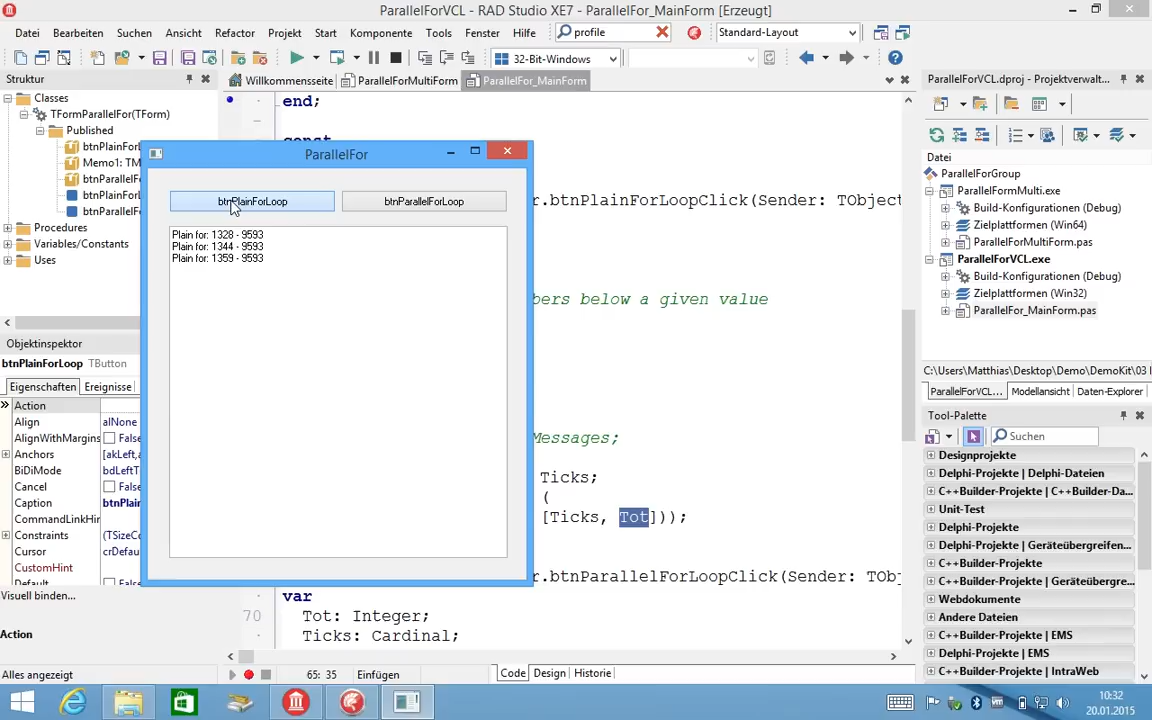 ParallelForVCL - RAD Studio XE7 - ParallelFor_MainForm [Erzeugt]
Datei Bearbeiten Suchen Ansicht Refactor Projekt Start Komponente Tools Fenster Hilfe profile Standard-Layout
32-Bit-Windows
Struktur
Willkommensseite ParallelForMultiForm ParallelFor_MainForm
ParallelForVCL.dproj - Projektverwalt...
Classes
TFormParallelFor(TForm)
Published
btnPlainForL
Memo1: TM
btnParallelF
btnPlainForL
btnParallelF
Procedures
Variables/Constants
Uses
Objektinspektor
btnPlainForLoop TButton
Eigenschaften Ereignisse
Action
Align alNone
AlignWithMargins False
Anchors [akLeft,a
BiDiMode bdLeftT
Cancel False
Caption btnPlain
CommandLinkHin
Constraints (TSizeCo
Cursor crDefau
CustomHint
Default False
Visuell binden...
Action
Alles angezeigt
end;
const
r.btnPlainForLoopClick(Sender: TObject
bers below a given value
Messages;
Ticks;
(
[Ticks, Tot]));
r.btnParallelForLoopClick(Sender: TObj
var
70 Tot: Integer;
Ticks: Cardinal;
65: 35 Einfügen Code Design Historie
ParallelFor
btnPlainForLoop btnParallelForLoop
Plain for: 1328 - 9593
Plain for: 1344 - 9593
Plain for: 1359 - 9593
Datei
ParallelForGroup
ParallelFormMulti.exe
Build-Konfigurationen (Debug)
Zielplattformen (Win64)
ParallelForMultiForm.pas
ParallelForVCL.exe
Build-Konfigurationen (Debug)
Zielplattformen (Win32)
ParallelFor_MainForm.pas
C:\Users\Matthias\Desktop\Demo\DemoKit\03 I
ParallelForVCL... Modellansicht Daten-Explorer
Tool-Palette
Suchen
Designprojekte
Delphi-Projekte | Delphi-Dateien
C++Builder-Projekte | C++Builder-Da...
Unit-Test
Delphi-Projekte
Delphi-Projekte | Geräteübergreifen...
C++Builder-Projekte
C++Builder-Projekte | Geräteübergre...
Webdokumente
Andere Dateien
C++Builder-Projekte | EMS
Delphi-Projekte | EMS
C++Builder-Projekte | IntraWeb
10:32
20.01.2015